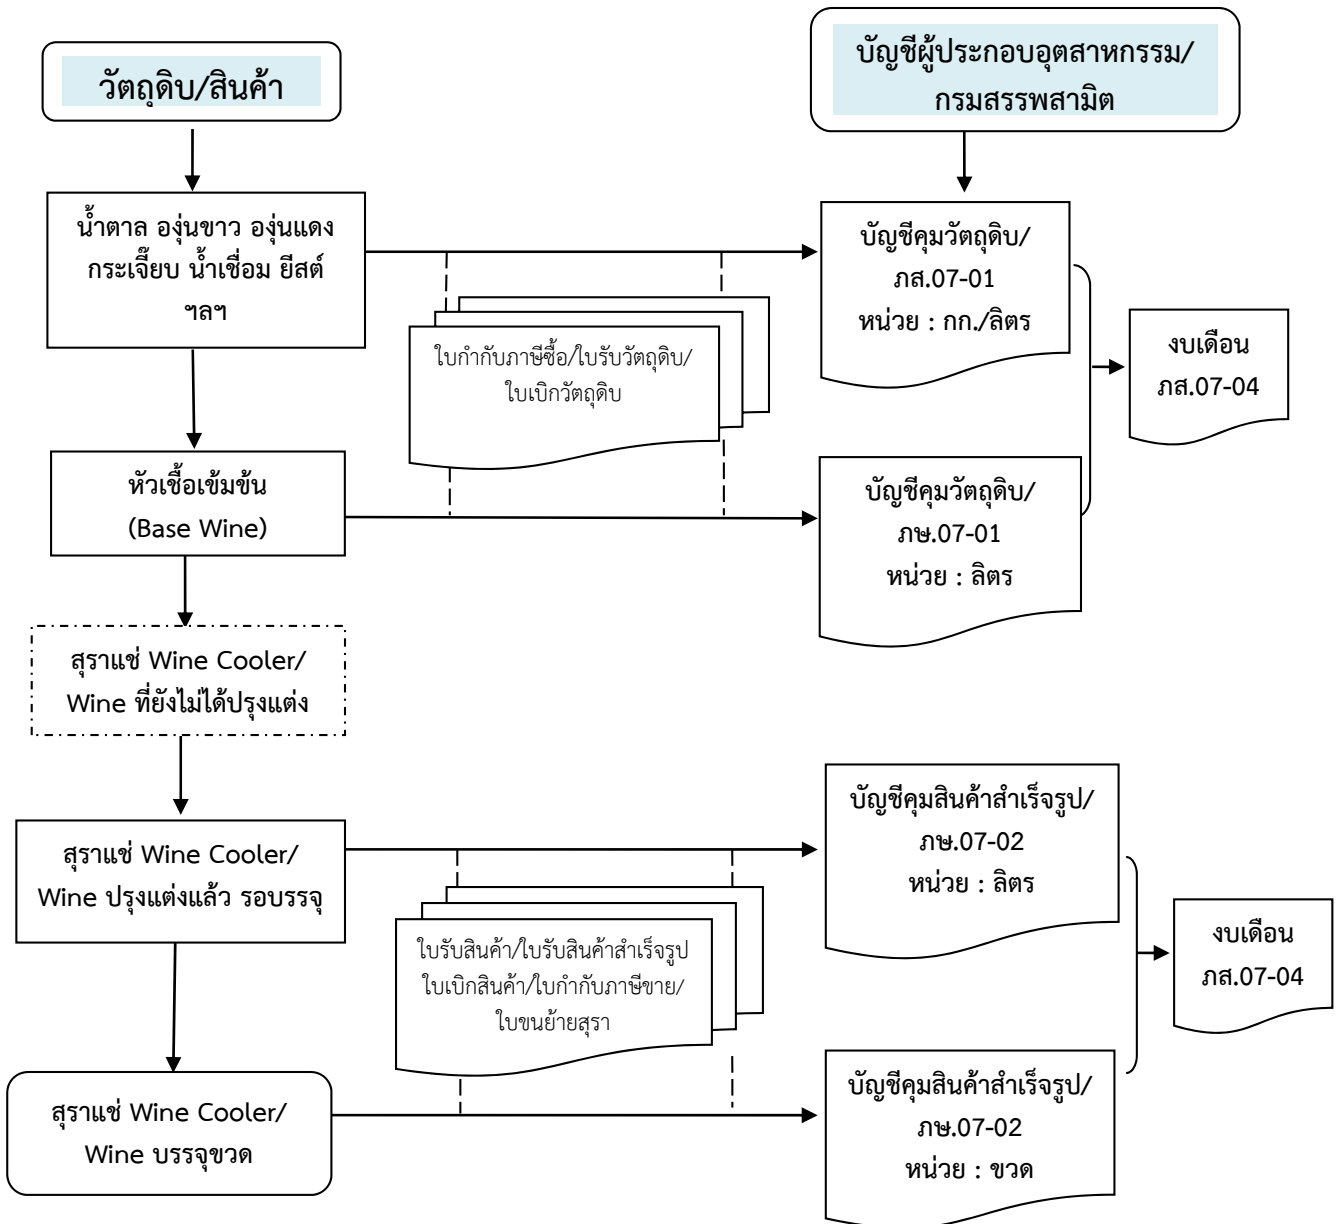 วัตถุดิบ/สินค้า
บัญชีผู้ประกอบอุตสาหกรรม/
กรมสรรพสามิต
น้ำตาล องุ่นขาว องุ่นแดง
กระเจี๊ยบ น้ำเชื่อม ยีสต์
ฯลฯ
ใบกำกับภาษีซื้อ/ใบรับวัตถุดิบ/
ใบเบิกวัตถุดิบ
บัญชีคุมวัตถุดิบ/
ภส.07-01
หน่วย : กก./ลิตร
งบเดือน
ภส.07-04
หัวเชื้อเข้มข้น
(Base Wine)
บัญชีคุมวัตถุดิบ/
ภษ.07-01
หน่วย : ลิตร
สุราแช่ Wine Cooler/
Wine ที่ยังไม่ได้ปรุงแต่ง
สุราแช่ Wine Cooler/
Wine ปรุงแต่งแล้ว รอบรรจุ
ใบรับสินค้า/ใบรับสินค้าสำเร็จรูป
ใบเบิกสินค้า/ใบกำกับภาษีขาย/
ใบขนย้ายสุรา
บัญชีคุมสินค้าสำเร็จรูป/
ภษ.07-02
หน่วย : ลิตร
งบเดือน
ภส.07-04
สุราแช่ Wine Cooler/
Wine บรรจุขวด
บัญชีคุมสินค้าสำเร็จรูป/
ภษ.07-02
หน่วย : ขวด